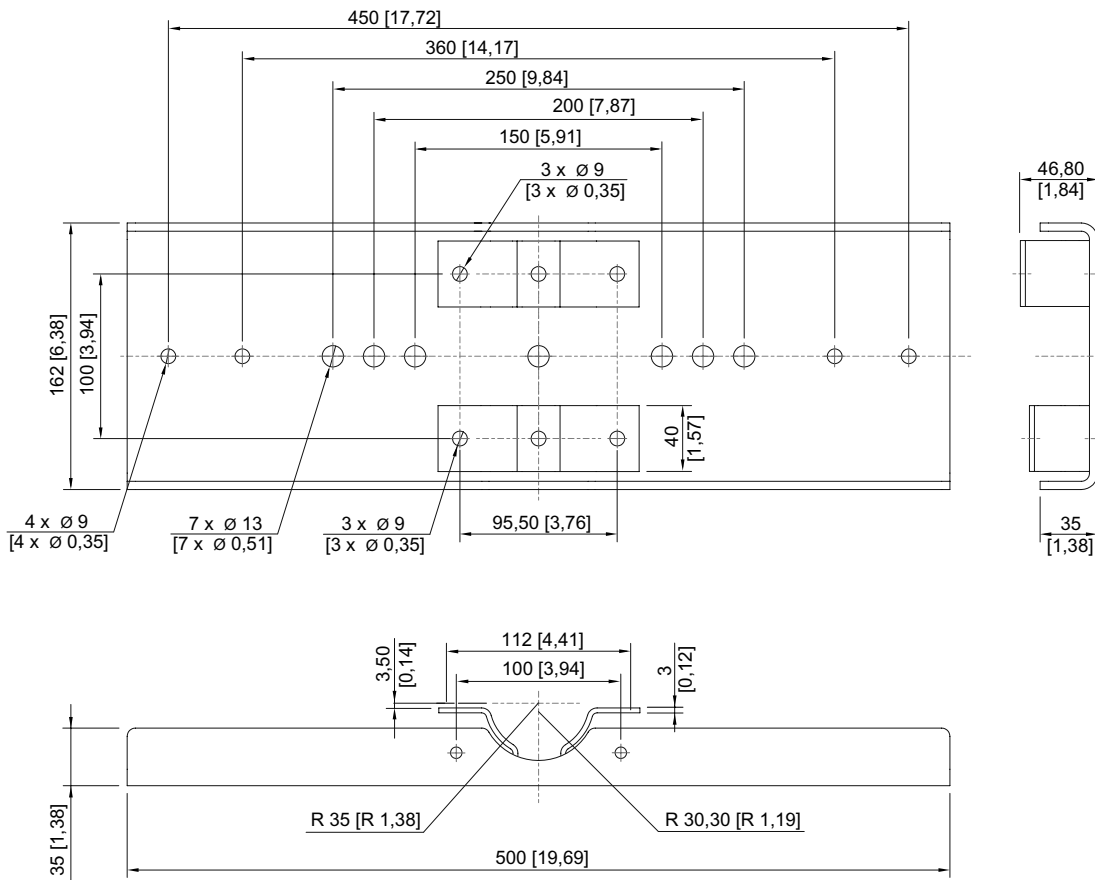 450 [17,72]
360 [14,17]
250 [9,84]
200 [7,87]
150 [5,91]
3 x Ø 9
[3 x Ø 0,35]
46,80
[1,84]
162 [6,38]
100 [3,94]
40
[1,57]
4 x Ø 9
[4 x Ø 0,35]
7 x Ø 13
[7 x Ø 0,51]
3 x Ø 9
[3 x Ø 0,35]
95,50 [3,76]
35
[1,38]
3,50
[0,14]
112 [4,41]
100 [3,94]
3
[0,12]
R 35 [R 1,38]
R 30,30 [R 1,19]
35 [1,38]
500 [19,69]